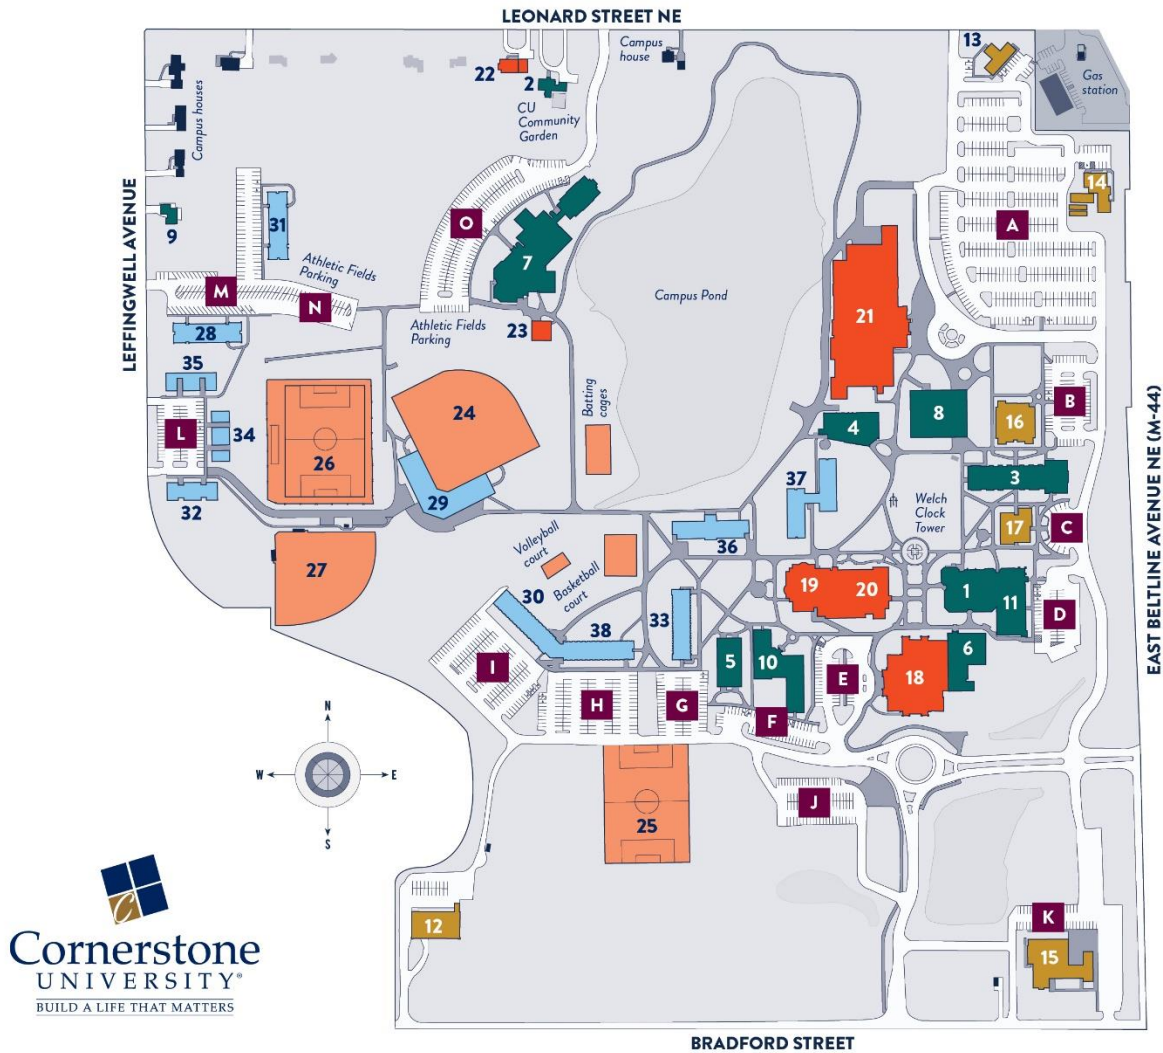 LEONARD STREET NE
13
Campus
house
22
2
Gas
station
CU
Community
Garden
Campus houses
14
LEFFINGWELL AVENUE
9
31
O
A
7
Athletic Fields
Parking
M
N
Campus Pond
21
28
Athletic Fields
Parking
23
35
EAST BELTLINE AVENUE NE (M-44)
Batting
cages
24
8
B
16
4
L
34
26
37
3
29
32
Welch
Clock
Tower
17
C
36
Volleyball
court
27
Basketball
court
30
19
20
1
11
33
38
D
5
10
6
I
E
18
H
G
F
N
W
E
S
J
25
C
Cornerstone
UNIVERSITY®
BUILD A LIFE THAT MATTERS
12
K
15
BRADFORD STREET